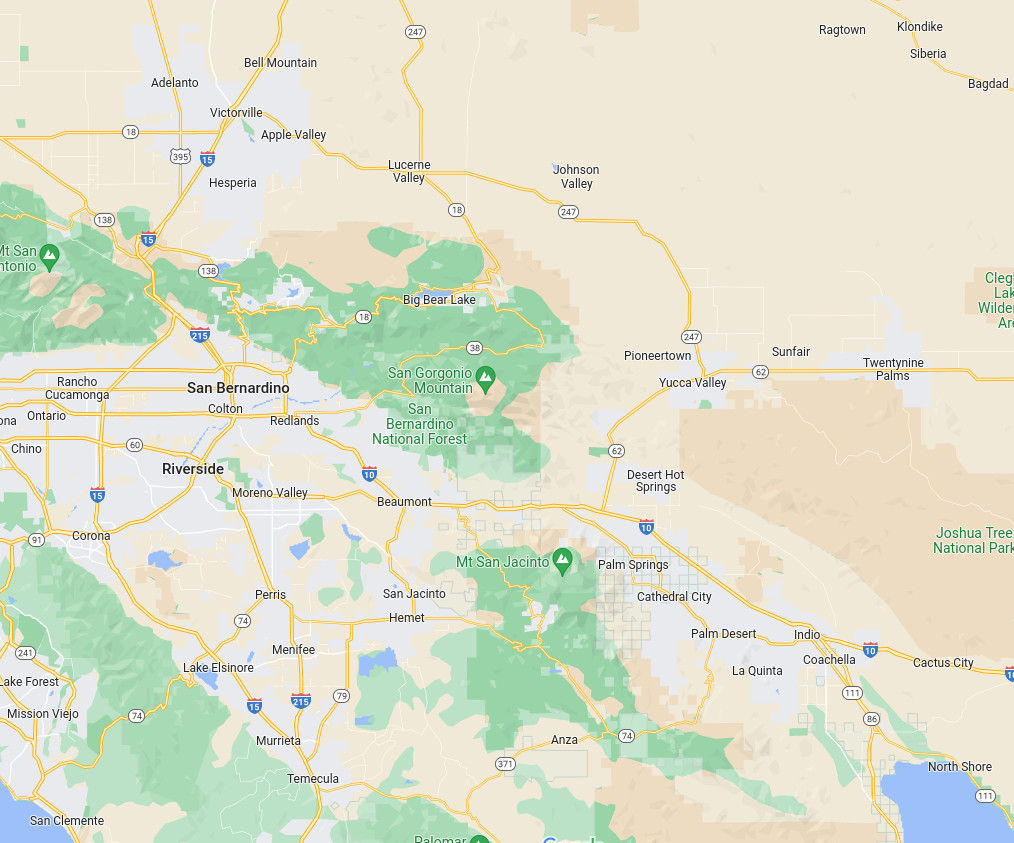 247
Ragtown
Klondike
Siberia
Bell Mountain
Adelanto
Bagdad
Victorville
18
Apple Valley
395
15
Lucerne
Valley
Johnson
Valley
Hesperia
138
18
247
15
Mt San
ntonio
138
Big Bear Lake
18
215
247
38
Pioneertown
Sunfair
Twentynine
Palms
Rancho
Cucamonga
San Bernardino
San Gorgonio
Mountain
Yucca Valley
62
Ontario
Colton
Redlands
San
Bernardino
National Forest
Chino
60
62
Riverside
10
Desert Hot
Springs
15
Moreno Valley
Beaumont
10
91
Corona
Joshua Tree
National Park
Mt San Jacinto
Palm Springs
Perris
San Jacinto
Cathedral City
74
Hemet
Palm Desert
Indio
241
Menifee
10
Coachella
Cactus City
Lake Elsinore
La Quinta
10
Lake Forest
79
111
Mission Viejo
74
15
215
86
Murrieta
Anza
74
371
North Shore
Temecula
111
San Clemente
Palomar
Google